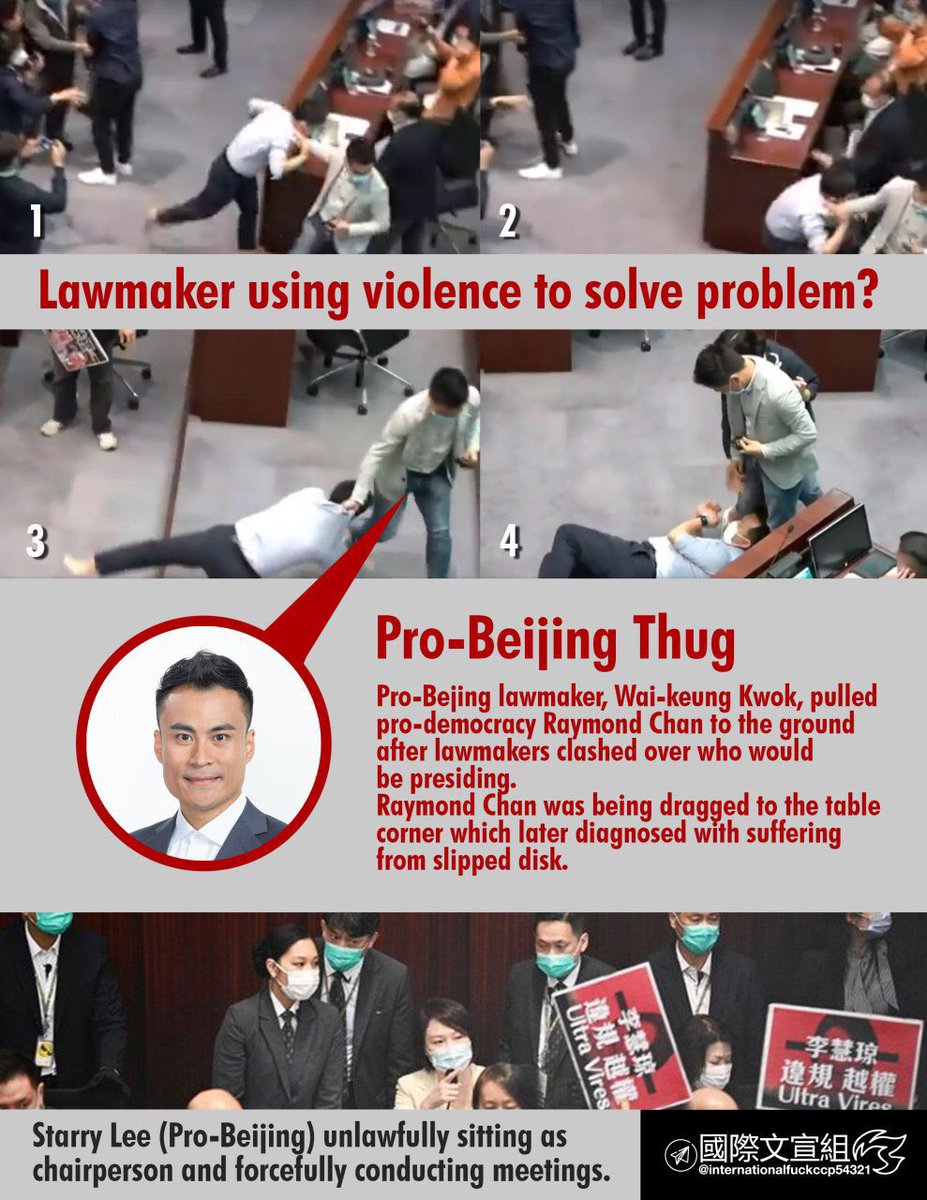 1
2
Lawmaker using violence to solve problem?
3
4
Pro-Beijing Thug
Pro-Bejing lawmaker, Wai-keung Kwok, pulled
pro-democracy Raymond Chan to the ground
after lawmakers clashed over who would
be presiding.
Raymond Chan was being dragged to the table
corner which later diagnosed with suffering
from slipped disk.
李慧琼
違規 越權
Ultra Vires
李慧琼
違規 越權
Ultra Vires
Starry Lee (Pro-Beijing) unlawfully sitting as
chairperson and forcefully conducting meetings.
國際文宣組
@internationalfuckccp54321